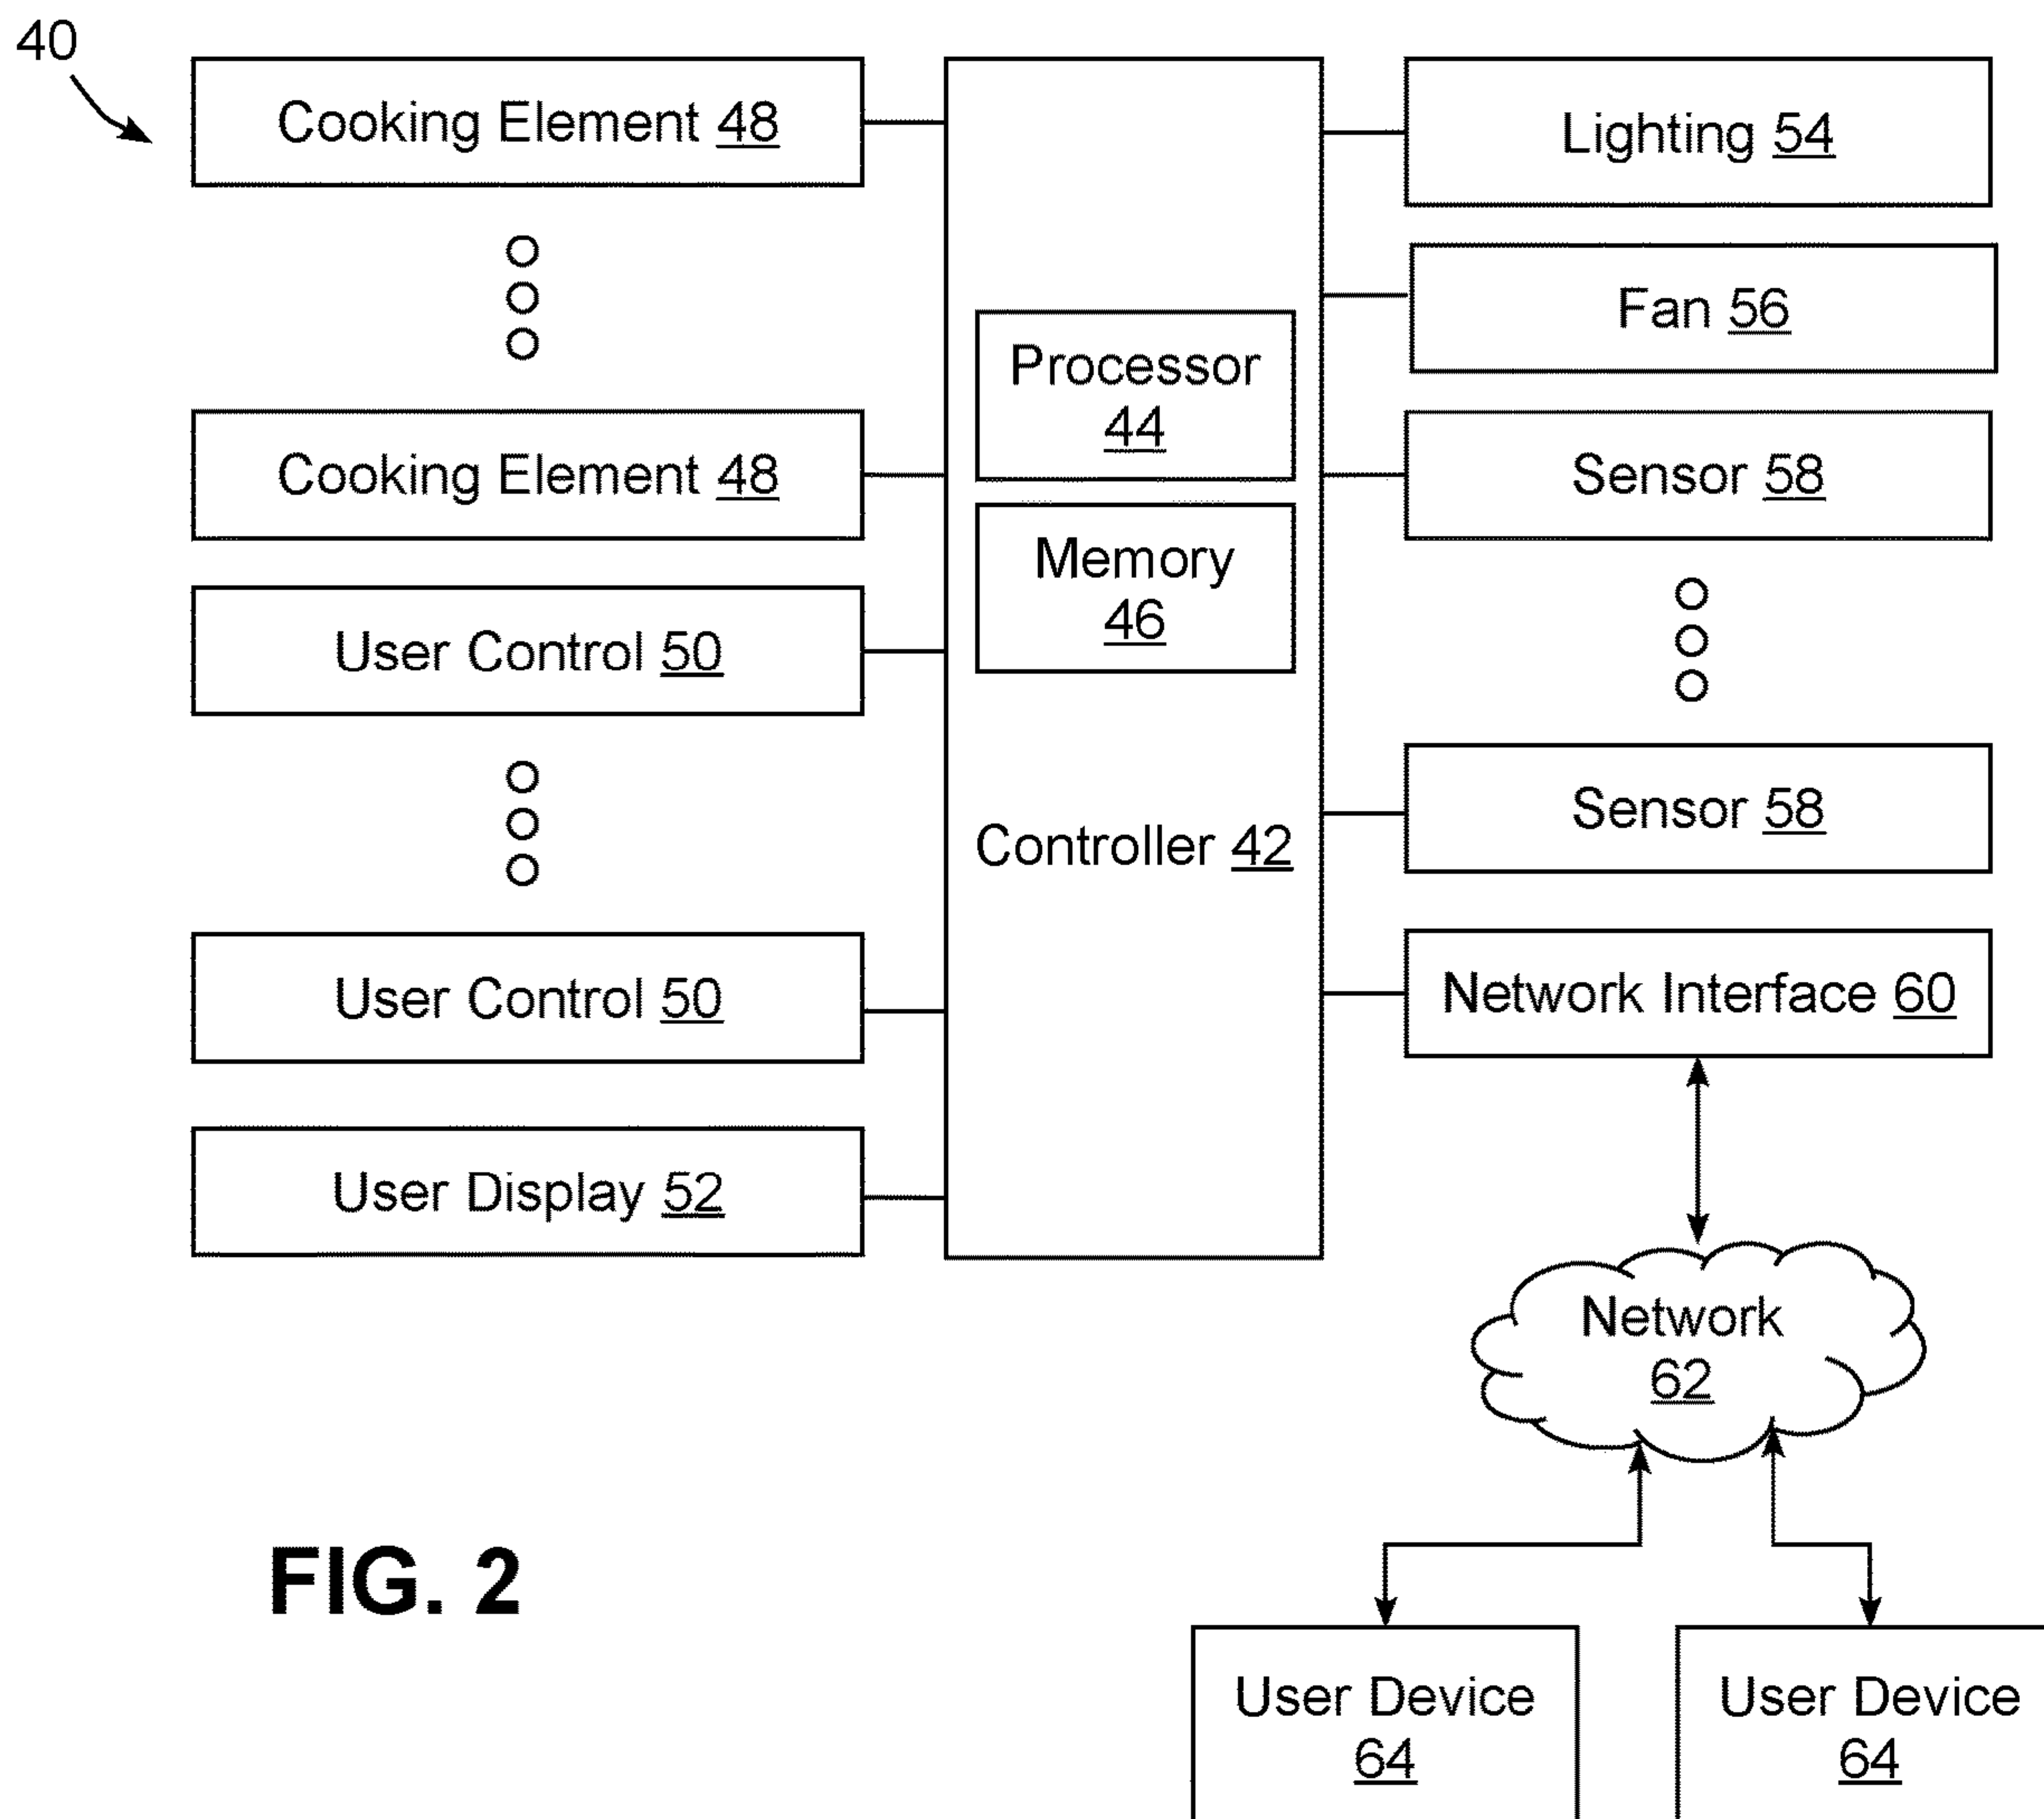 40
Cooking Element 48
Cooking Element 48
User Control 50
User Control 50
User Display 52
Processor
44
Memory
46
Controller 42
Lighting 54
Fan 56
Sensor 58
Sensor 58
Network Interface 60
Network
62
User Device
64
User Device
64
FIG. 2